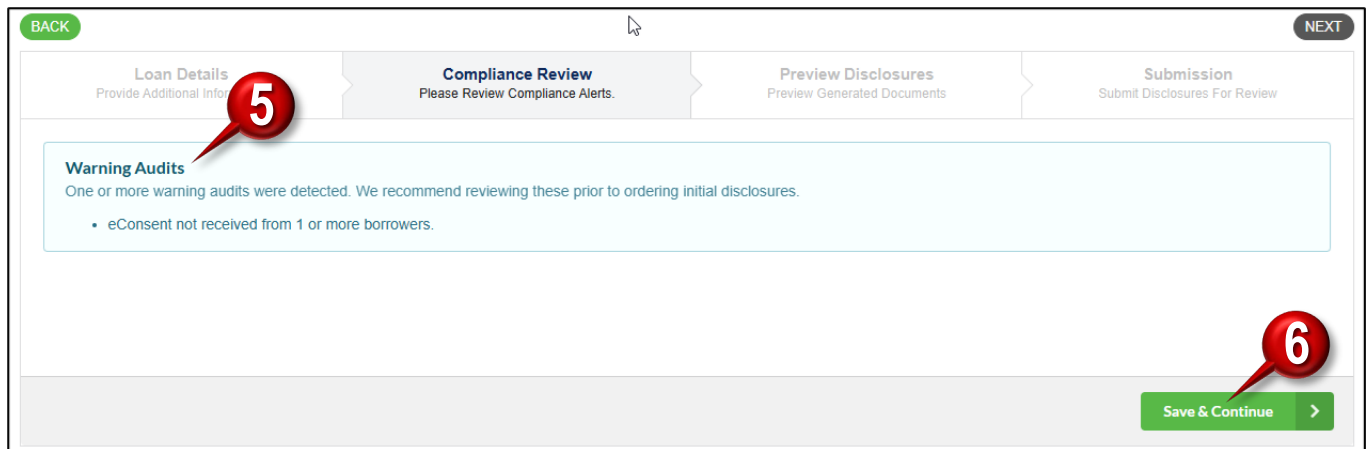 BACK
NEXT
Loan Details
Provide Additional Infor
Compliance Review
Please Review Compliance Alerts.
Preview Disclosures
Preview Generated Documents
Submission
Submit Disclosures For Review
5
Warning Audits
One or more warning audits were detected. We recommend reviewing these prior to ordering initial disclosures.
• eConsent not received from 1 or more borrowers.
6
Save & Continue